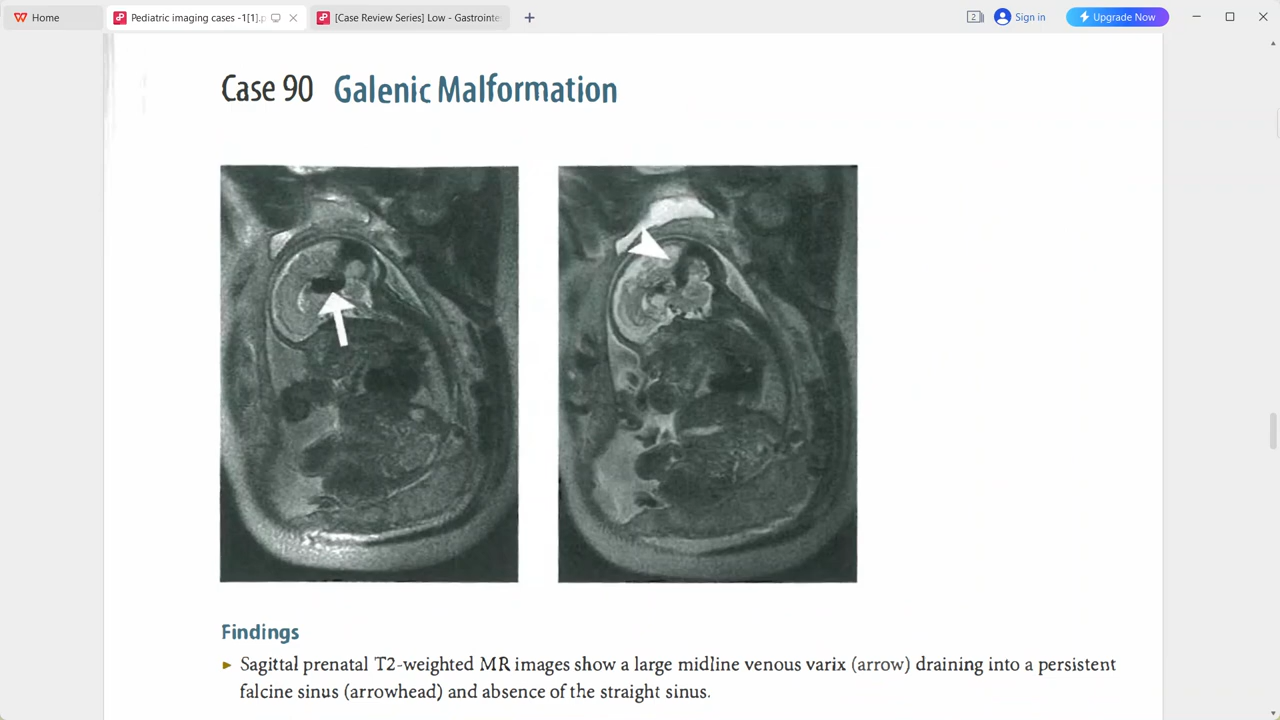 Home
Pediatric imaging cases -1[1].p
[Case Review Series] Low - Gastrointe
2
Sign in
Upgrade Now
Case 90 Galenic Malformation
Findings
► Sagittal prenatal T2-weighted MR images show a large midline venous varix (arrow) draining into a persistent
falcine sinus (arrowhead) and absence of the straight sinus.